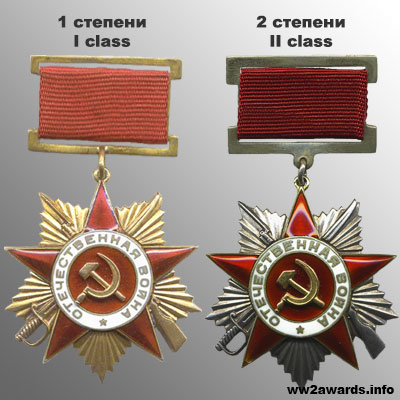 1 степени
I class
2 степени
II class
ОТЕЧЕСТВЕННАЯ ВОЙНА
ОТЕЧЕСТВЕННАЯ ВОЙНА
ww2awards.info